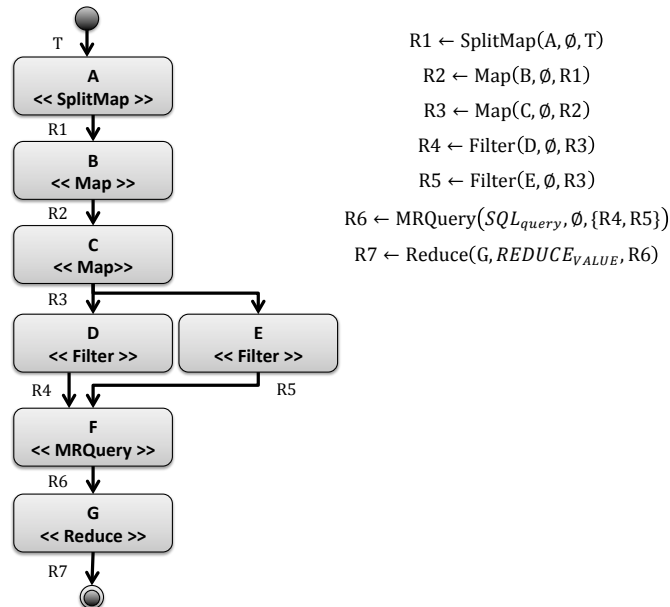 T
A
<< SplitMap >>
R1
B
<< Map >>
R2
C
<< Map>>
R3
D
<< Filter >>
E
<< Filter >>
R4
R5
F
<< MRQuery >>
R6
G
<< Reduce >>
R7
R1 ← SplitMap(A, ∅, T)
R2 ← Map(B, ∅, R1)
R3 ← Map(C, ∅, R2)
R4 ← Filter(D, ∅, R3)
R5 ← Filter(E, ∅, R3)
R6 ← MRQuery(SQL_query, ∅, {R4, R5})
R7 ← Reduce(G, REDUCE_VALUE, R6)